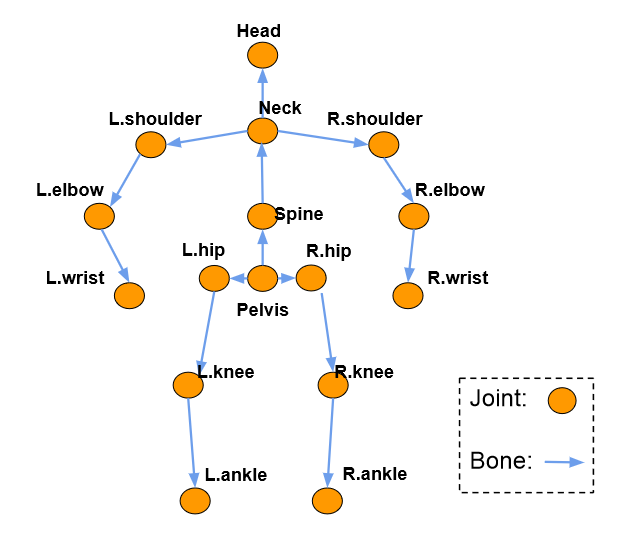 Head
Neck
L.shoulder
R.shoulder
L.elbow
R.elbow
Spine
L.hip
R.hip
L.wrist
R.wrist
Pelvis
L.knee
R.knee
L.ankle
R.ankle
Joint:
Bone: